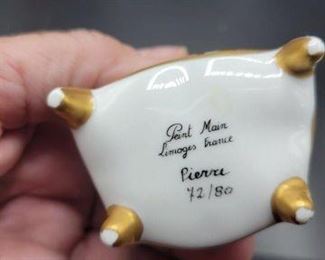 Peint Main
Limoges France
Pierre
72/80